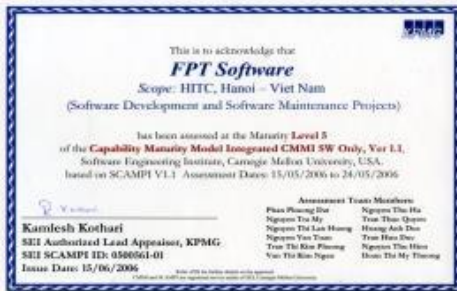 KPMG
This is to acknowledge that
FPT Software
Scope: HITC, Hanoi – Viet Nam
(Software Development and Software Maintenance Projects)
has been assessed at the Maturity Level 5
of the Capability Maturity Model Integrated CMMI SW Only, Ver 1.1,
Software Engineering Institute, Carnegie Mellon University, USA.
based on SCAMPI V1.1 Assessment Dates: 15/05/2006 to 24/05/2006
Kamlesh Kothari
SEI Authorized Lead Appraiser, KPMG
SEI SCAMPI ID: 0500561-01
Issue Date: 15/06/2006
Assessment Team Members:
Phan Phuong Dat
Nguyen Tra My
Nguyen Thi Lan Huong
Nguyen Van Toan
Tran Thi Kim Phuong
Van Thi Kim Ngan
Nguyen Thu Ha
Tran Thuc Quyen
Hoang Anh Duc
Tran Huu Duc
Nguyen Thu Hien
Doan Thi My Thuong